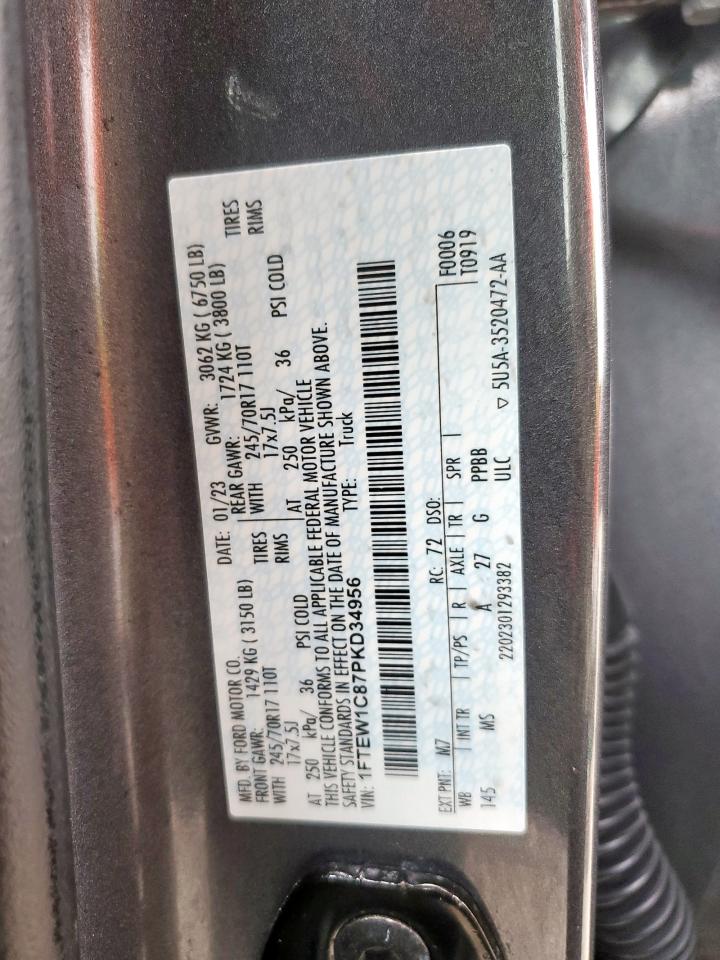 MFD. BY FORD MOTOR CO.
DATE: 01/23 GVWR: 3062 KG ( 6750 LB)
FRONT GAWR: 1429 KG ( 3150 LB) REAR GAWR: 1724 KG ( 3800 LB)
WITH 245/70R17 110T TIRES WITH 245/70R17 110T TIRES
17x7.5J RIMS 17x7.5J RIMS
AT 250 kPa/ 36 PSI COLD AT 250 kPa/ 36 PSI COLD
THIS VEHICLE CONFORMS TO ALL APPLICABLE FEDERAL MOTOR VEHICLE
SAFETY STANDARDS IN EFFECT ON THE DATE OF MANUFACTURE SHOWN ABOVE.
VIN: 1FTEW1C87PKD34956 TYPE: Truck
EXT PNT: M7 RC: 72 DSO: F0006
WB INT TR TP/PS R AXLE TR SPR T0919
145 MS A 27 G PPBB
2202301293382 ULC ▽ 5U5A-3520472-AA